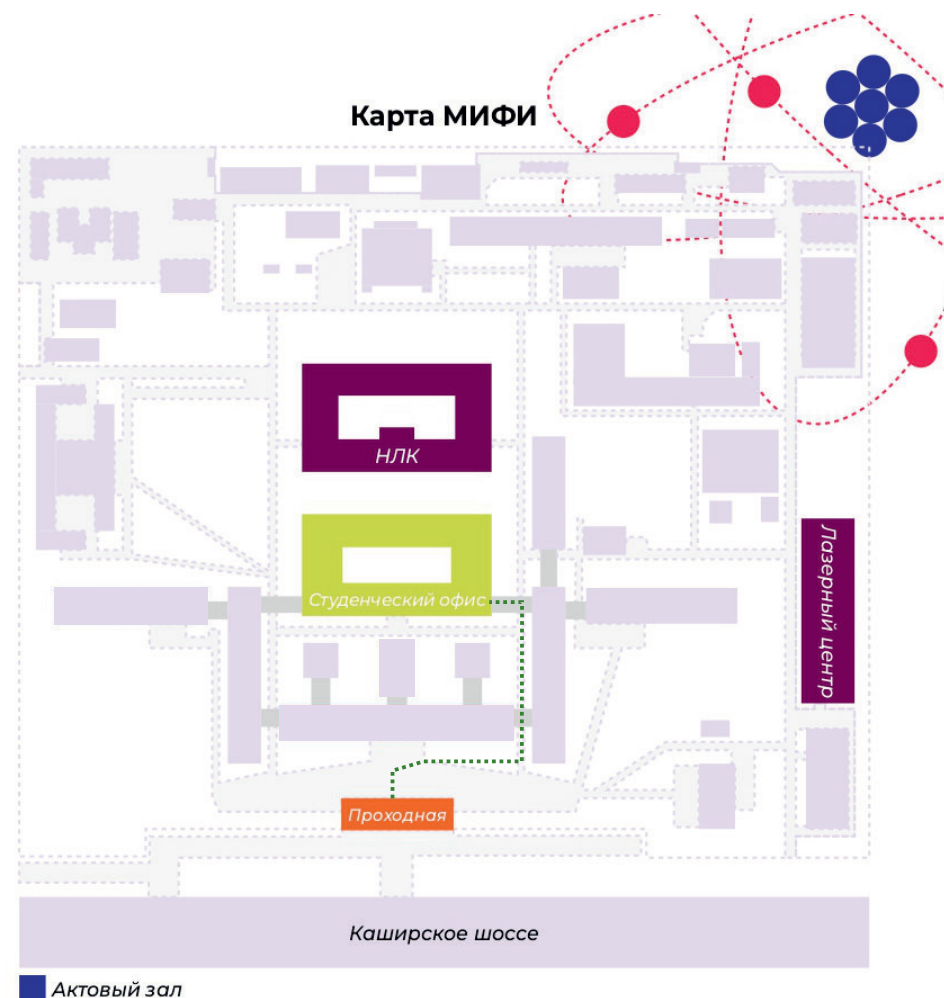 Карта МИФИ
НЛК
Студенческий офис
Лазерный центр
Проходная
Каширское шоссе
Актовый зал